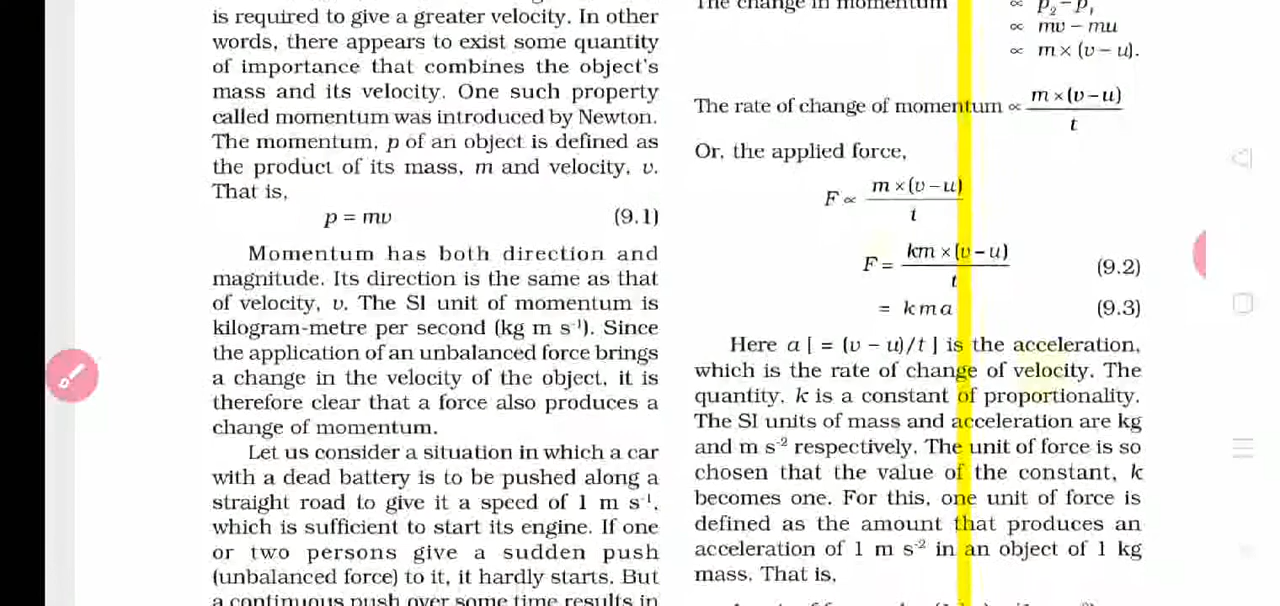 is required to give a greater velocity. In other
words, there appears to exist some quantity
of importance that combines the object's
mass and its velocity. One such property
called momentum was introduced by Newton.
The momentum, p of an object is defined as
the product of its mass, m and velocity, v.
That is,
p = mv (9.1)
Momentum has both direction and
magnitude. Its direction is the same as that
of velocity, v. The SI unit of momentum is
kilogram-metre per second (kg m s⁻¹). Since
the application of an unbalanced force brings
a change in the velocity of the object, it is
therefore clear that a force also produces a
change of momentum.
Let us consider a situation in which a car
with a dead battery is to be pushed along a
straight road to give it a speed of 1 m s⁻¹,
which is sufficient to start its engine. If one
or two persons give a sudden push
(unbalanced force) to it, it hardly starts. But
a continuous push over some time results in
The change in momentum ∝ p₂ – p₁
∝ mv – mu
∝ m × (v – u).
The rate of change of momentum ∝ m × (v – u) / t
Or, the applied force,
F ∝ m × (v – u) / t
F = km × (v – u) / t (9.2)
= k m a (9.3)
Here a [ = (v – u)/t ] is the acceleration,
which is the rate of change of velocity. The
quantity, k is a constant of proportionality.
The SI units of mass and acceleration are kg
and m s⁻² respectively. The unit of force is so
chosen that the value of the constant, k
becomes one. For this, one unit of force is
defined as the amount that produces an
acceleration of 1 m s⁻² in an object of 1 kg
mass. That is,